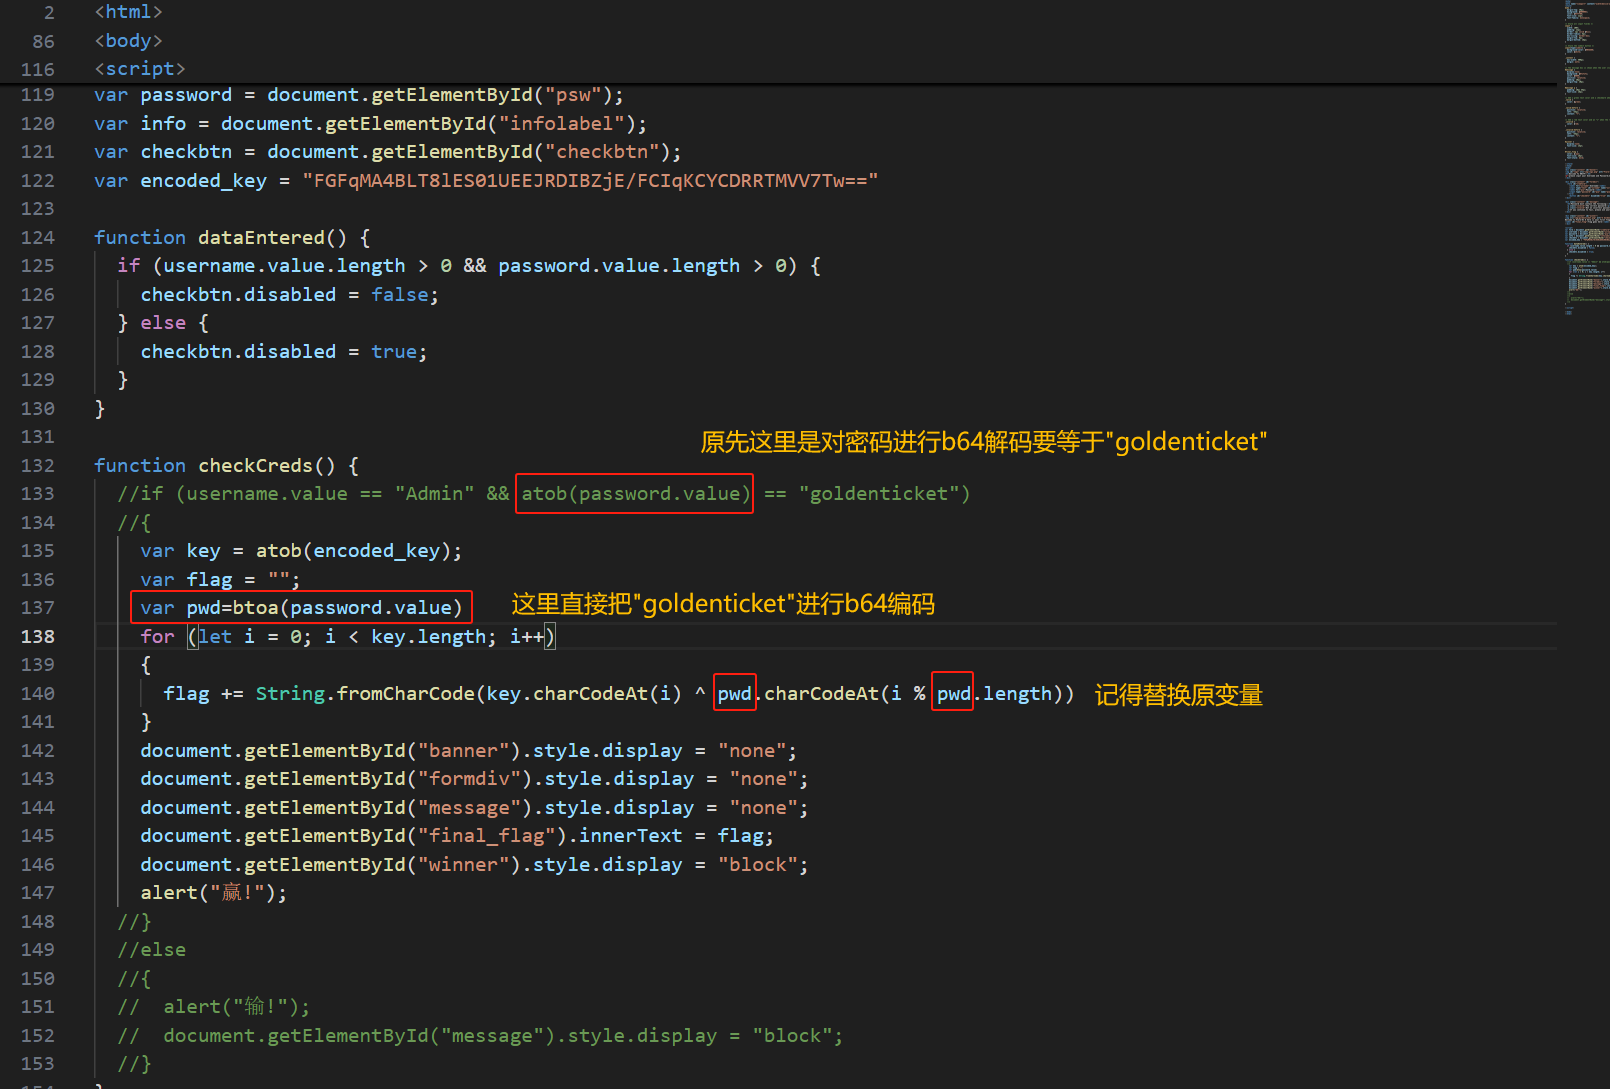 2 <html>
86 <body>
116 <script>
119 var password = document.getElementById("psw");
120 var info = document.getElementById("infolabel");
121 var checkbtn = document.getElementById("checkbtn");
122 var encoded_key = "FGFqMA4BLT8lES01UEEJRDIBZjE/FCIqKCYCDRRTMVV7Tw=="
123
124 function dataEntered() {
125 if (username.value.length > 0 && password.value.length > 0) {
126 checkbtn.disabled = false;
127 } else {
128 checkbtn.disabled = true;
129 }
130 }
131
原先这里是对密码进行b64解码要等于"goldenticket"
132 function checkCreds() {
133 //if (username.value == "Admin" && atob(password.value) == "goldenticket")
134 //{
135 var key = atob(encoded_key);
136 var flag = "";
137 var pwd=btoa(password.value) 这里直接把"goldenticket"进行b64编码
138 for (let i = 0; i < key.length; i++)
139 {
140 flag += String.fromCharCode(key.charCodeAt(i) ^ pwd.charCodeAt(i % pwd.length)) 记得替换原变量
141 }
142 document.getElementById("banner").style.display = "none";
143 document.getElementById("formdiv").style.display = "none";
144 document.getElementById("message").style.display = "none";
145 document.getElementById("final_flag").innerText = flag;
146 document.getElementById("winner").style.display = "block";
147 alert("赢!");
148 //}
149 //else
150 //{
151 // alert("输!");
152 // document.getElementById("message").style.display = "block";
153 //}